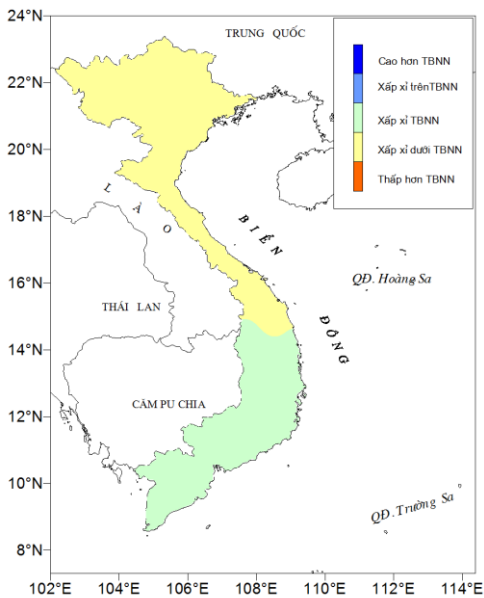 24°N
22°N
20°N
18°N
16°N
14°N
12°N
10°N
8°N
102°E
104°E
106°E
108°E
110°E
112°E
114°E
TRUNG QUỐC
Cao hơn TBNN
Xấp xỉ trênTBNN
Xấp xỉ TBNN
Xấp xỉ dưới TBNN
Thấp hơn TBNN
LÀO
BIỂN
ĐÔNG
QĐ. Hoàng Sa
THÁI LAN
CĂM PU CHIA
QĐ. Trường Sa